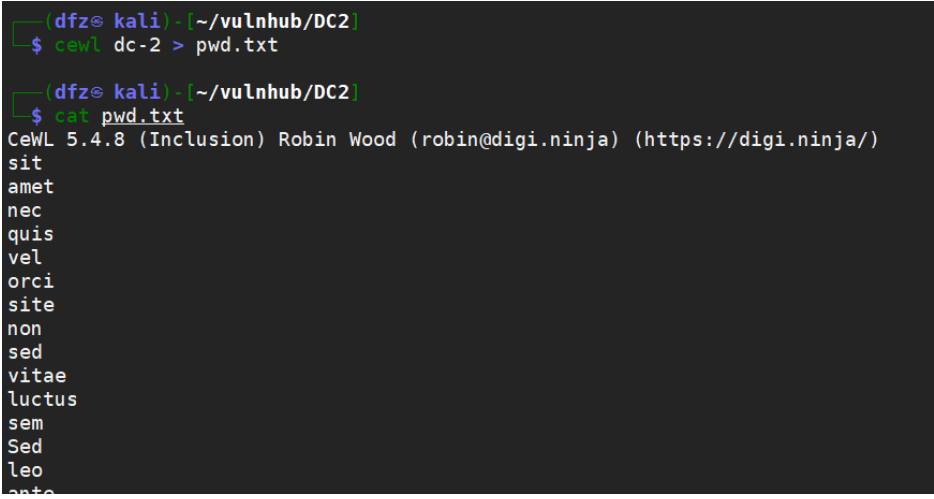 (dfz㉿kali)-[~/vulnhub/DC2]
$ cewl dc-2 > pwd.txt
(dfz㉿kali)-[~/vulnhub/DC2]
$ cat pwd.txt
CeWL 5.4.8 (Inclusion) Robin Wood (robin@digi.ninja) (https://digi.ninja/)
sit
amet
nec
quis
vel
orci
site
non
sed
vitae
luctus
sem
Sed
leo
ante